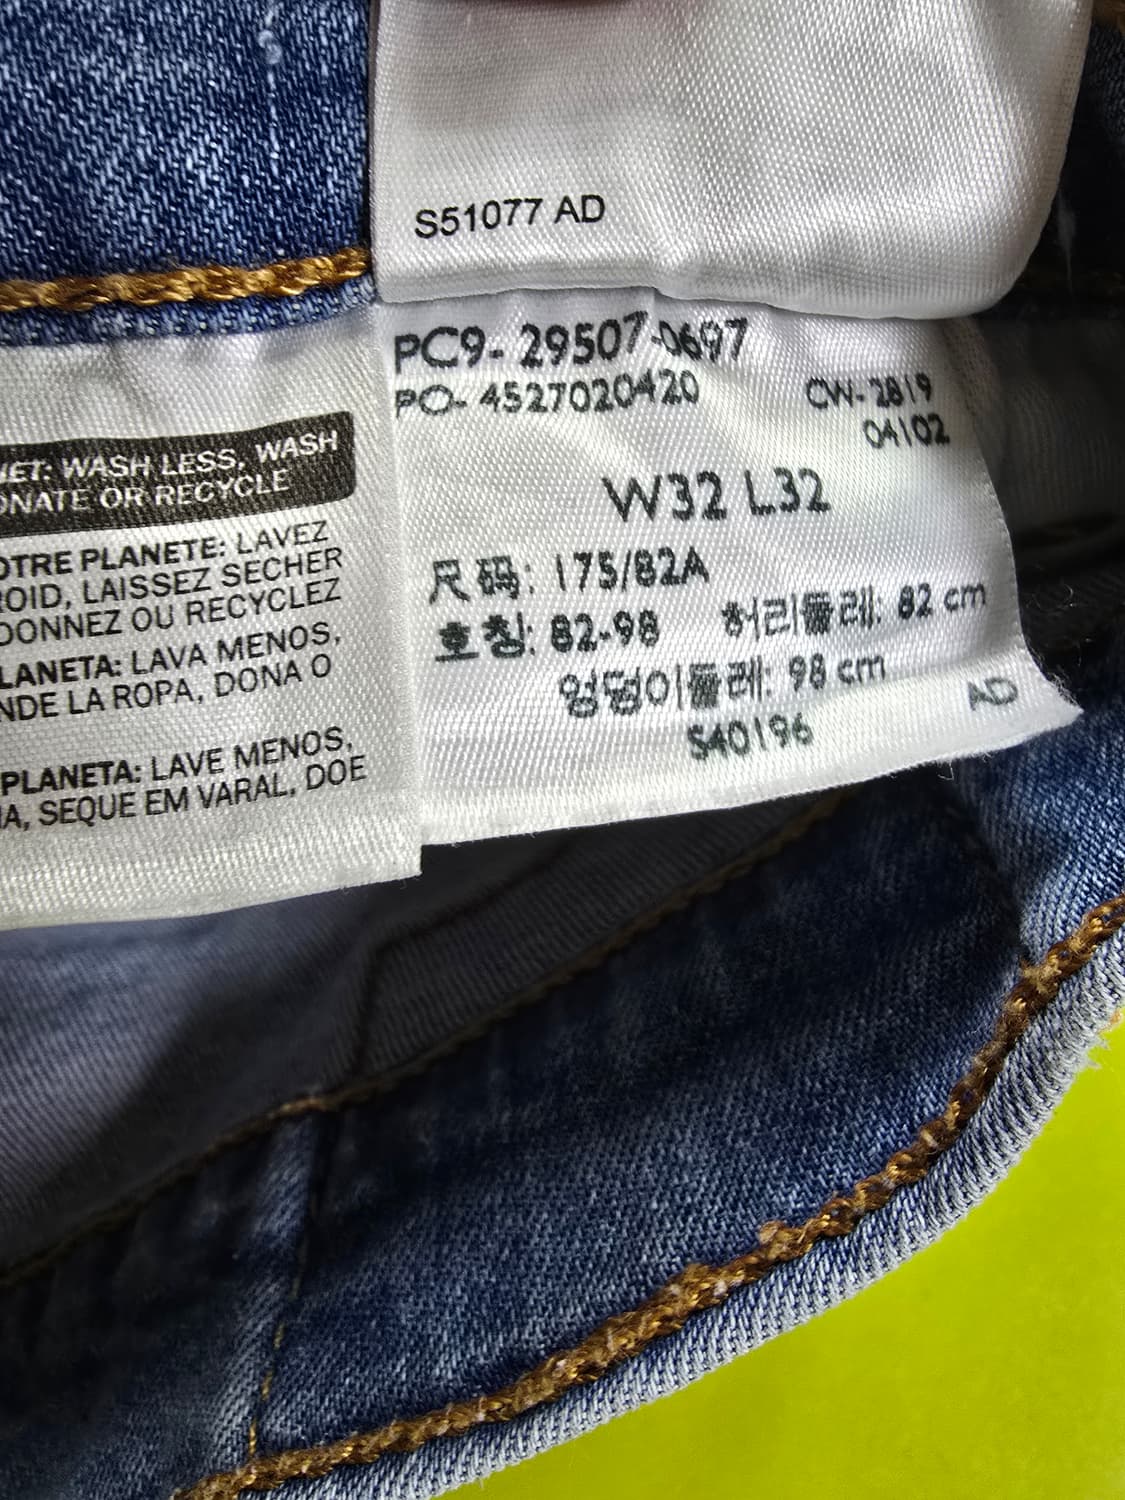 S51077 AD
PC9-29507-0697
PO-4527020420
CW-2819
04102
W32 L32
尺码: 175/82A
호칭: 82-98 허리둘레: 82 cm
엉덩이둘레: 98 cm
AD
S40196
NET: WASH LESS, WASH
ONATE OR RECYCLE
OTRE PLANETE: LAVEZ
ROID, LAISSEZ SECHER
DONNEZ OU RECYCLEZ
LANETA: LAVA MENOS,
NDE LA ROPA, DONA O
PLANETA: LAVE MENOS,
IA, SEQUE EM VARAL, DOE